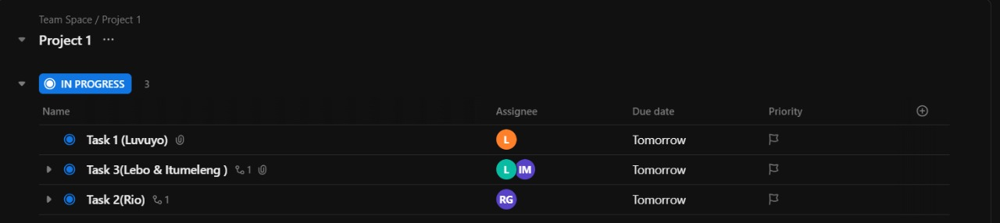 Team Space / Project 1
Project 1 ...
IN PROGRESS 3
Name Assignee Due date Priority
Task 1 (Luvuyo) L Tomorrow
Task 3(Lebo & Itumeleng ) 1 L IM Tomorrow
Task 2(Rio) 1 RG Tomorrow